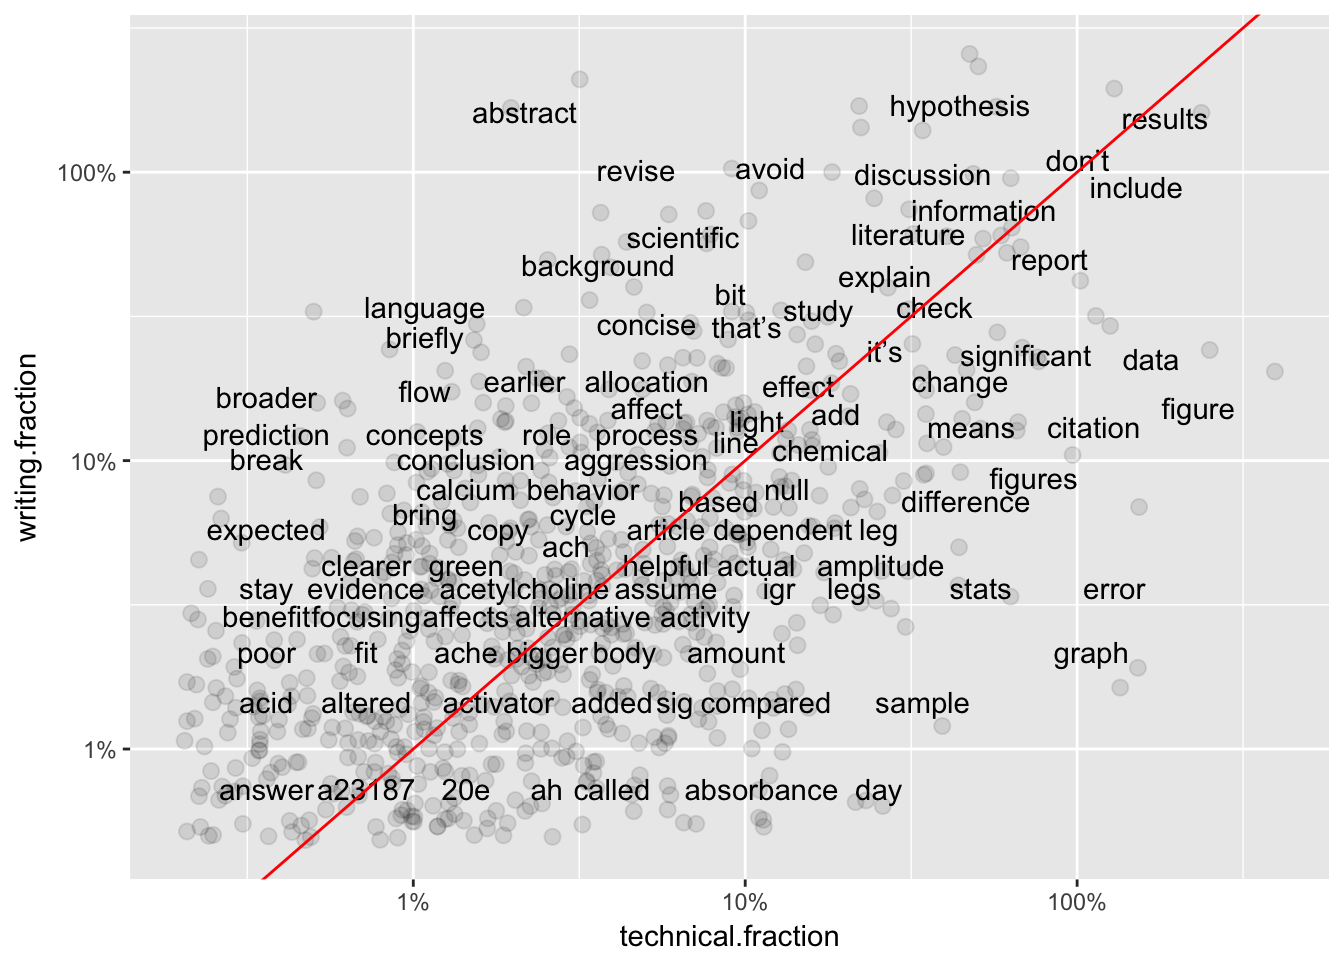 abstract hypothesis
results
don't
revise avoid discussion include
100%
information
scientific literature
background report
explain
bit
language study check
concise that's
briefly it's significant data
flow earlier allocation effect change
broader affect light add figure
prediction concepts role process line means citation
break conclusion aggression chemical
10%
calcium behavior null figures
bring cycle based difference
expected copy article dependent leg
ach
clearer green helpful actual amplitude
stay evidence acetylcholine assume igr legs stats error
benefit focusing affects alternative activity
poor fit ache bigger body amount graph
acid altered activator added sig compared sample
1%
answer a23187 20e ah called absorbance day
1% 10% 100%
technical.fraction
writing.fraction